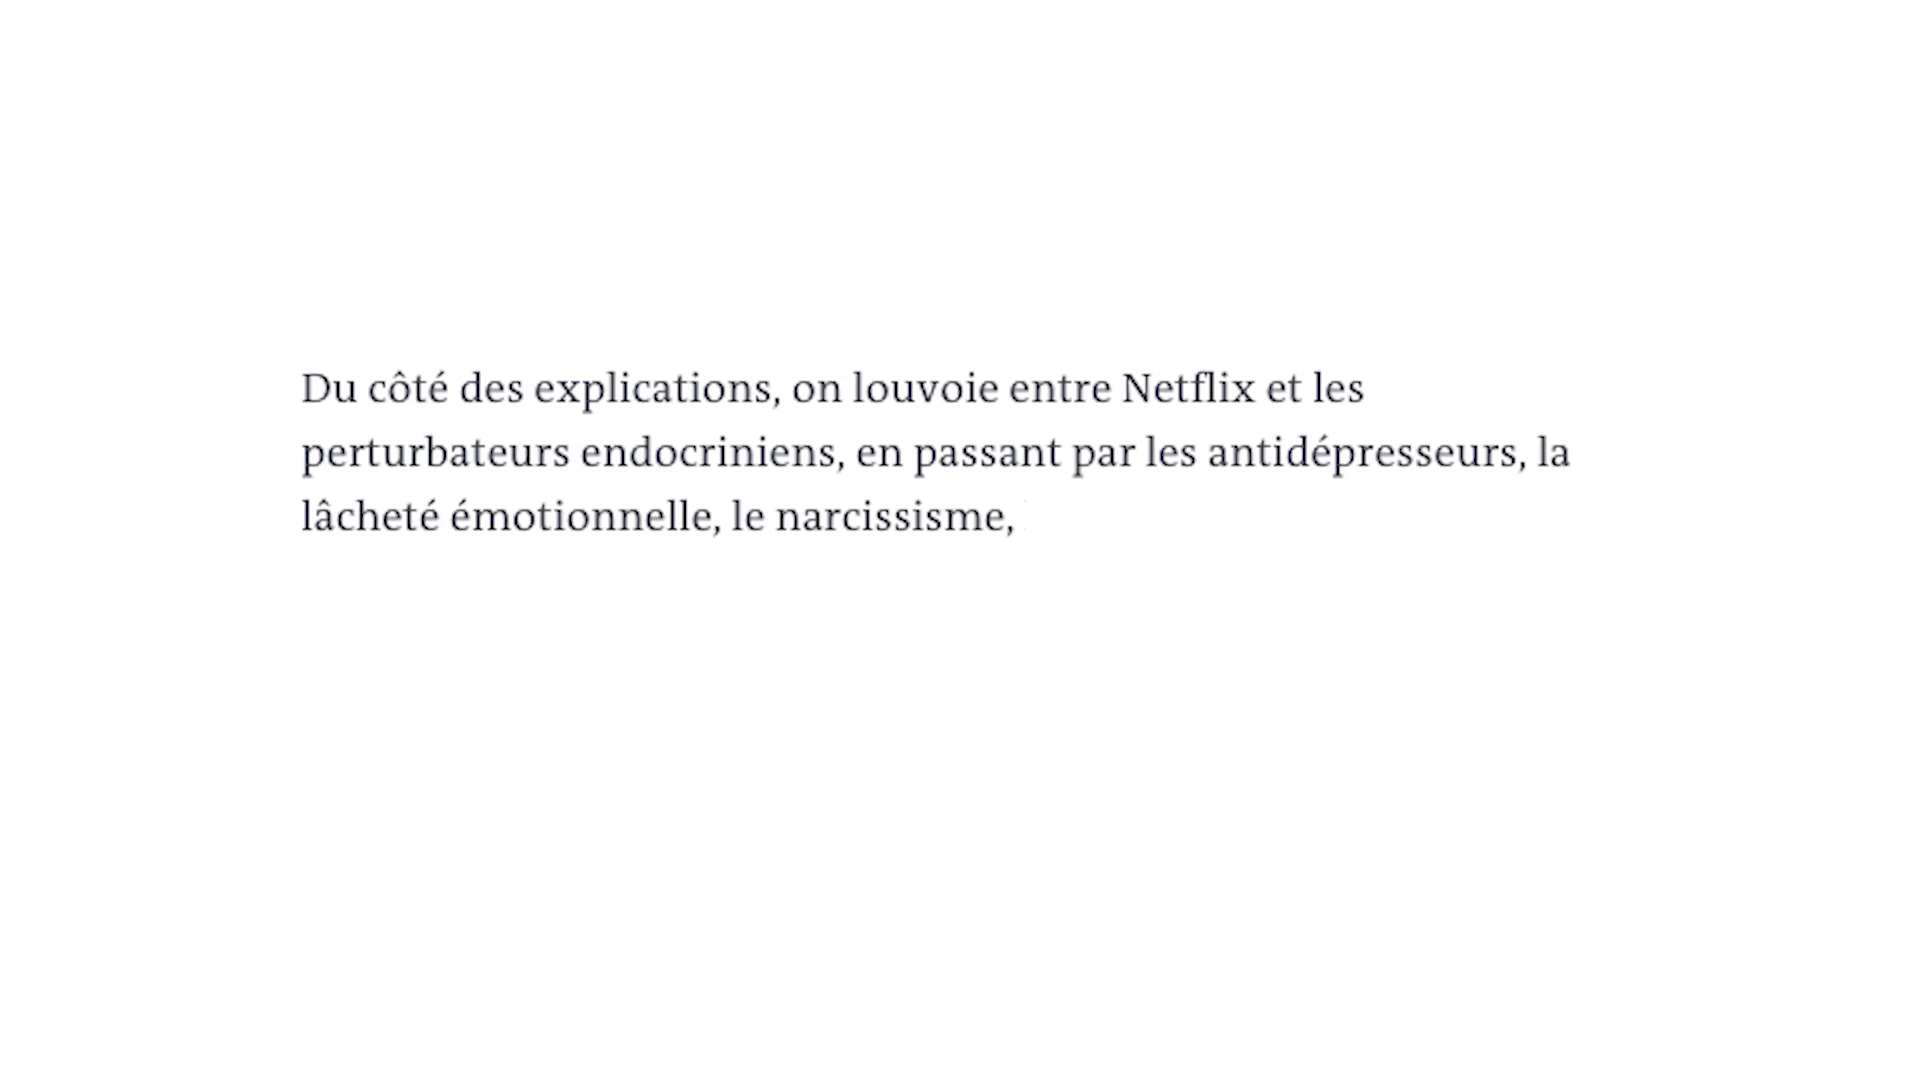 Du côté des explications, on louvoie entre Netflix et les
perturbateurs endocriniens, en passant par les antidépresseurs, la
lâcheté émotionnelle, le narcissisme,